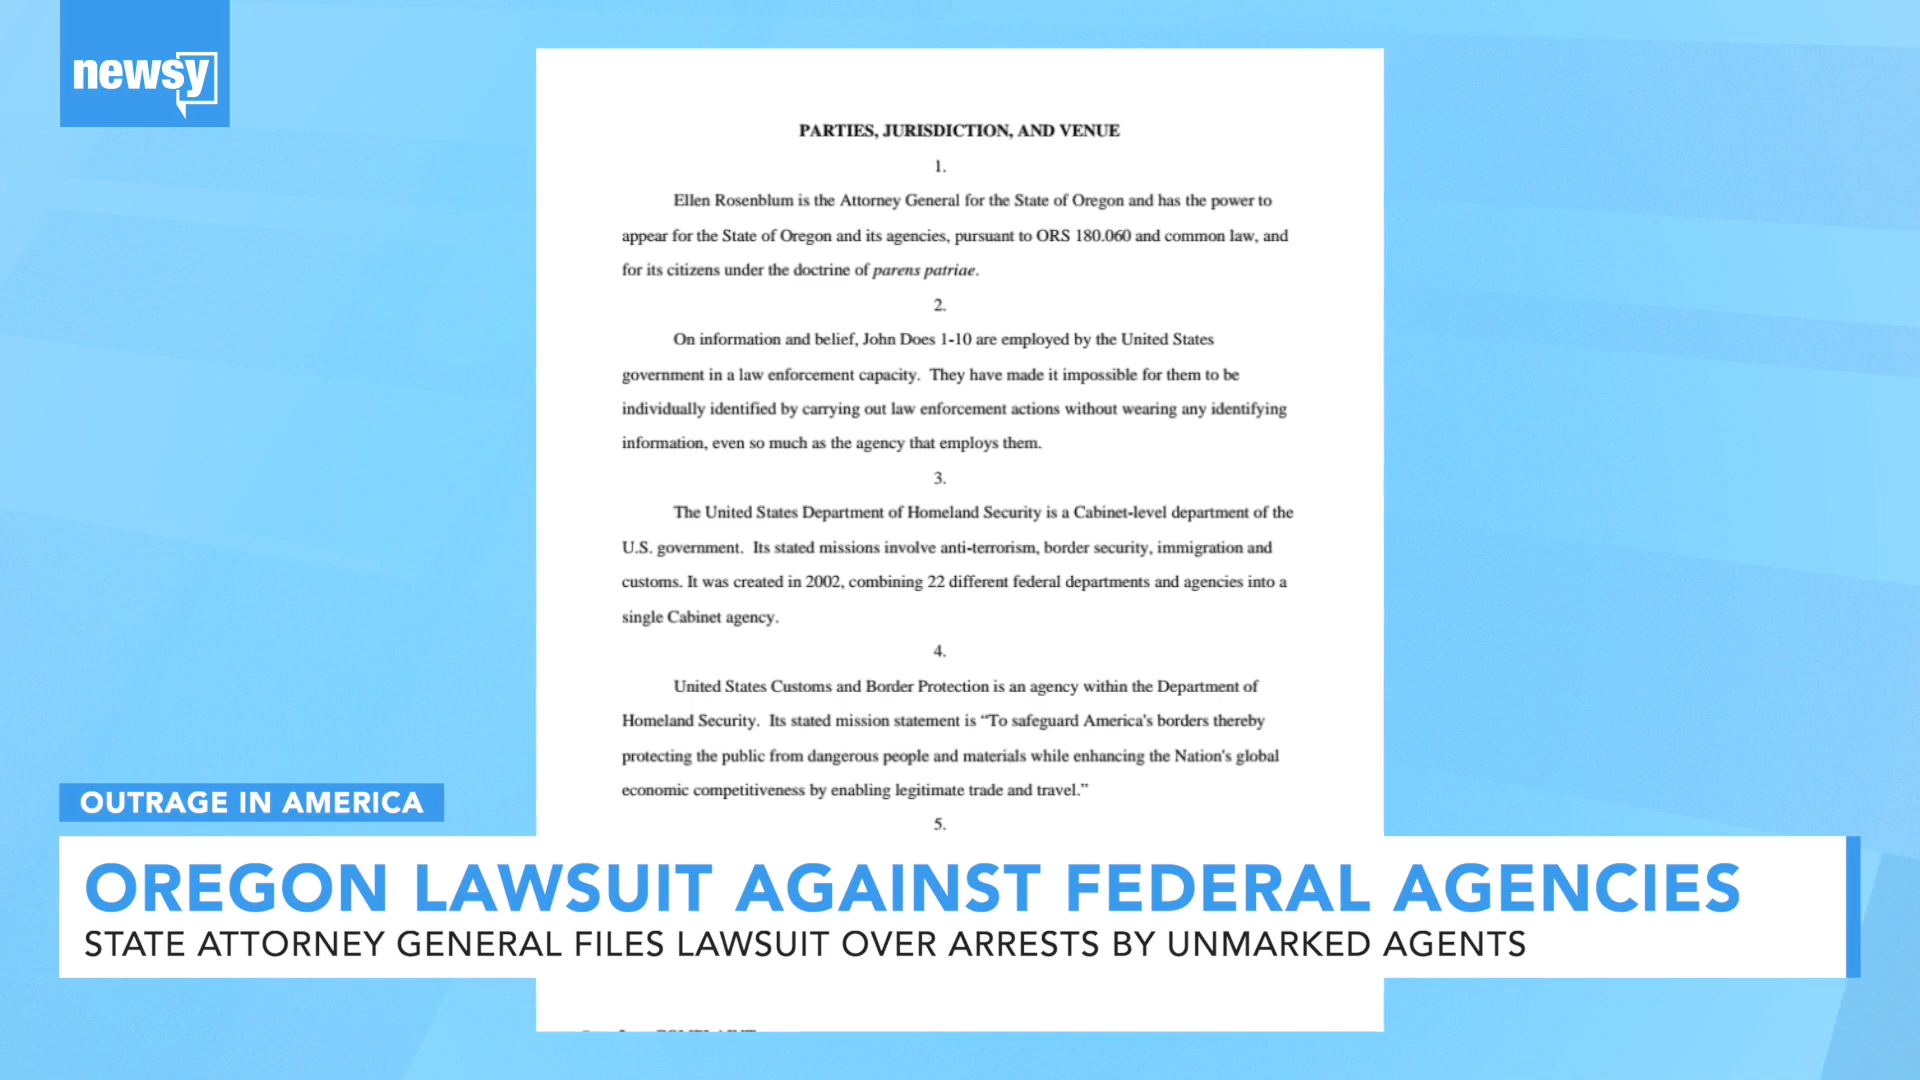 newsy
PARTIES, JURISDICTION, AND VENUE
1.
Ellen Rosenblum is the Attorney General for the State of Oregon and has the power to
appear for the State of Oregon and its agencies, pursuant to ORS 180.060 and common law, and
for its citizens under the doctrine of parens patriae.
2.
On information and belief, John Does 1-10 are employed by the United States
government in a law enforcement capacity.  They have made it impossible for them to be
individually identified by carrying out law enforcement actions without wearing any identifying
information, even so much as the agency that employs them.
3.
The United States Department of Homeland Security is a Cabinet-level department of the
U.S. government.  Its stated missions involve anti-terrorism, border security, immigration and
customs. It was created in 2002, combining 22 different federal departments and agencies into a
single Cabinet agency.
4.
United States Customs and Border Protection is an agency within the Department of
Homeland Security.  Its stated mission statement is “To safeguard America's borders thereby
protecting the public from dangerous people and materials while enhancing the Nation's global
economic competitiveness by enabling legitimate trade and travel.”
5.
OUTRAGE IN AMERICA
OREGON LAWSUIT AGAINST FEDERAL AGENCIES
STATE ATTORNEY GENERAL FILES LAWSUIT OVER ARRESTS BY UNMARKED AGENTS